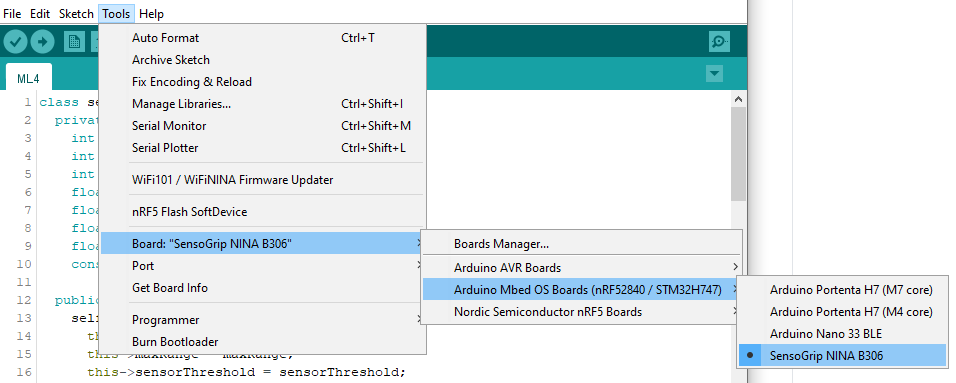 File Edit Sketch Tools Help
Auto Format Ctrl+T
Archive Sketch
Fix Encoding & Reload
Manage Libraries... Ctrl+Shift+I
Serial Monitor Ctrl+Shift+M
Serial Plotter Ctrl+Shift+L
WiFi101 / WiFiNINA Firmware Updater
nRF5 Flash SoftDevice
Board: "SensoGrip NINA B306"
Port
Get Board Info
Programmer
Burn Bootloader
Boards Manager...
Arduino AVR Boards
Arduino Mbed OS Boards (nRF52840 / STM32H747)
Nordic Semiconductor nRF5 Boards
Arduino Portenta H7 (M7 core)
Arduino Portenta H7 (M4 core)
Arduino Nano 33 BLE
SensoGrip NINA B306
ML4
1 class se
2 privat
3 int
4 int
5 int
6 floa
7 floa
8 floa
9 floa
10 cons
11
12 public
13 sel
14 th
15 this->maxRange = maxRange;
16 this->sensorThreshold = sensorThreshold;